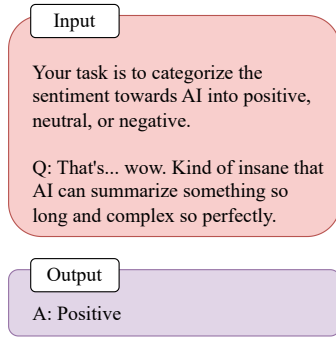 Input
Your task is to categorize the
sentiment towards AI into positive,
neutral, or negative.
Q: That's... wow. Kind of insane that
AI can summarize something so
long and complex so perfectly.
Output
A: Positive